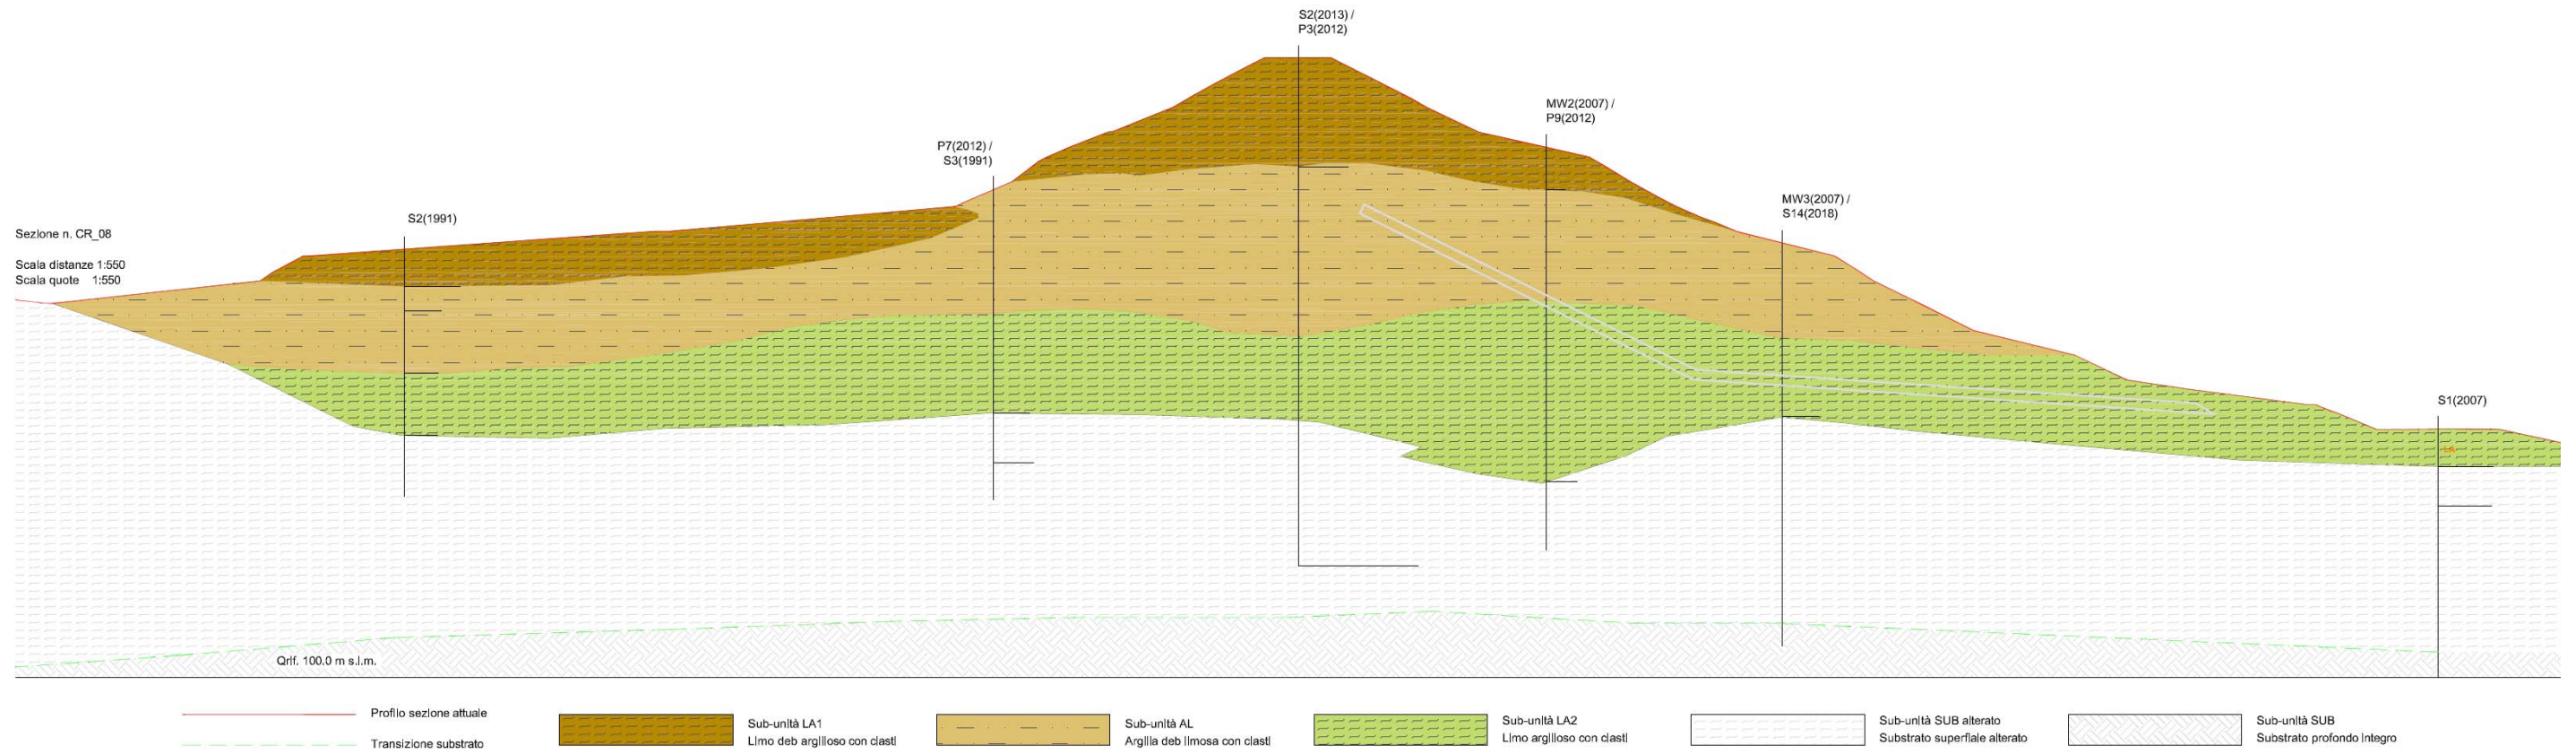 S2(2013) /
P3(2012)
MW2(2007) /
P9(2012)
P7(2012) /
S3(1991)
MW3(2007) /
S14(2018)
S2(1991)
Sezione n. CR_08
Scala distanze 1:550
Scala quote 1:550
S1(2007)
LA
Qrif. 100.0 m s.l.m.
Profilo sezione attuale
Transizione substrato
Sub-unità LA1
Limo deb argilloso con clasti
Sub-unità AL
Argilla deb limosa con clasti
Sub-unità LA2
Limo argilloso con clasti
Sub-unità SUB alterato
Substrato superfiale alterato
Sub-unità SUB
Substrato profondo integro